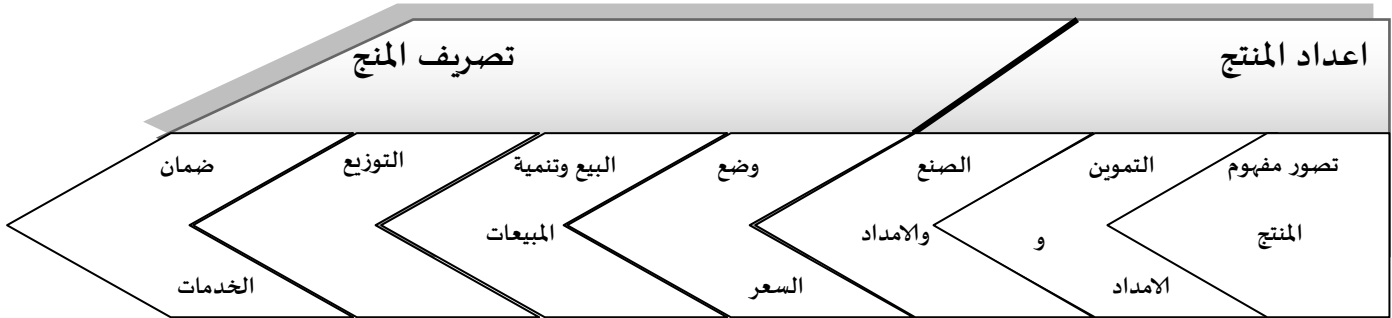 اعداد المنتج
تصريف المنج
تصور مفهوم
المنتج
التموين
و
الامداد
الصنع
والامداد
وضع
السعر
البيع وتنمية
المبيعات
التوزيع
ضمان
الخدمات